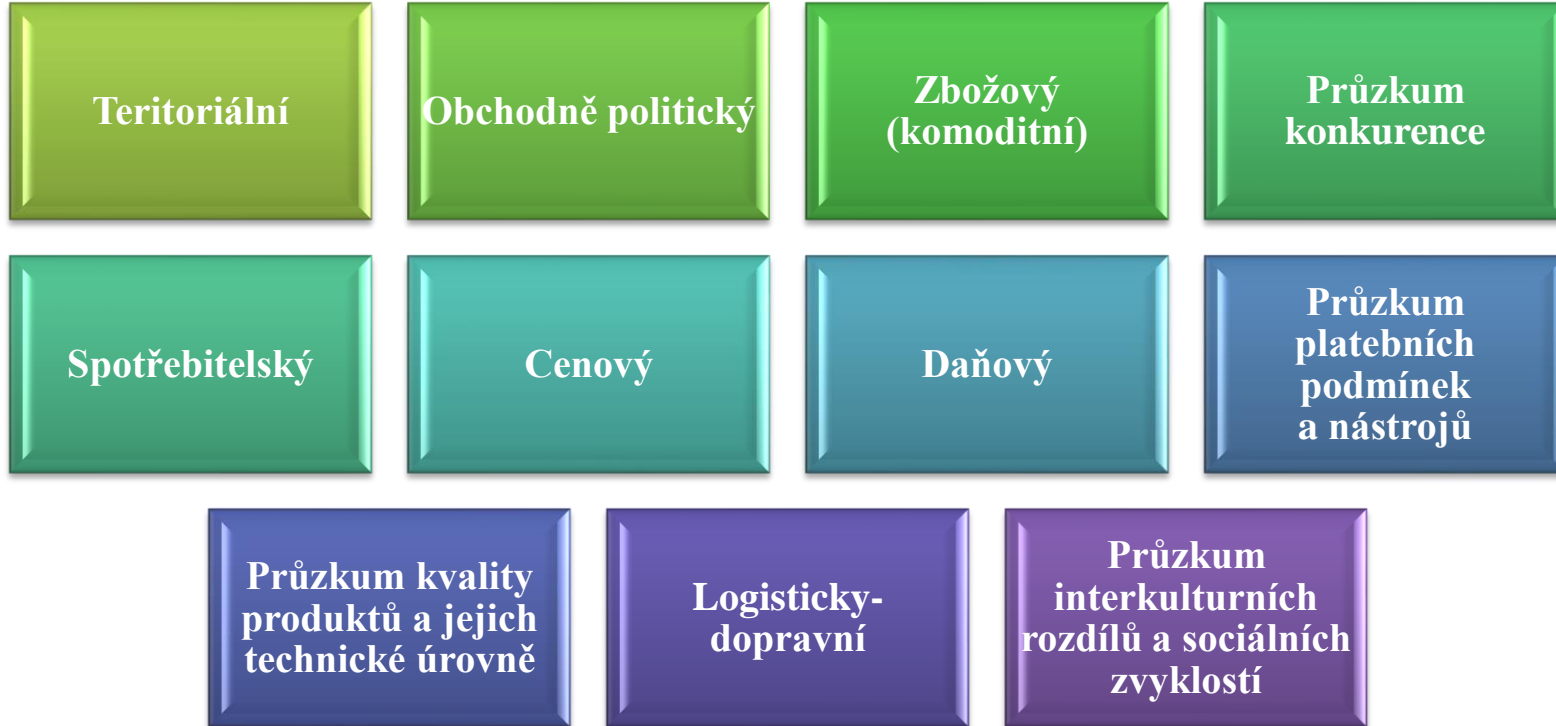 Teritoriální
Obchodně politický
Zbožový
(komoditní)
Průzkum
konkurence
Spotřebitelský
Cenový
Daňový
Průzkum
platebních
podmínek
a nástrojů
Průzkum kvality
produktů a jejich
technické úrovně
Logisticky-
dopravní
Průzkum
interkulturních
rozdílů a sociálních
zvyklostí